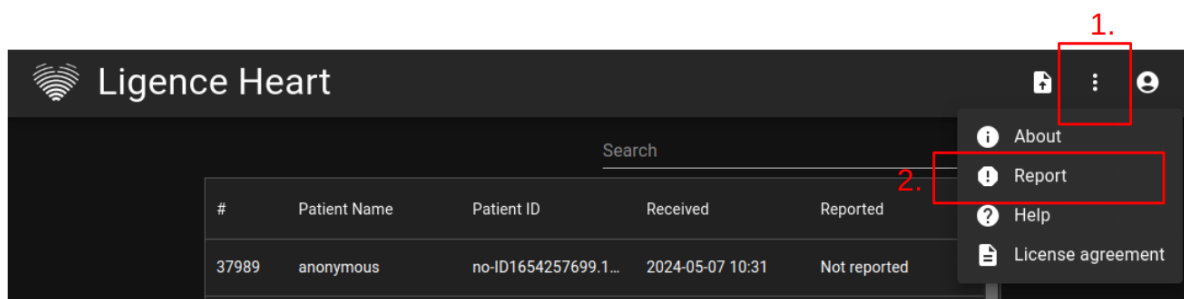 1.
Ligence Heart
About
Search
2.
Report
# Patient Name Patient ID Received Reported
Help
37989 anonymous no-ID1654257699.1... 2024-05-07 10:31 Not reported
License agreement